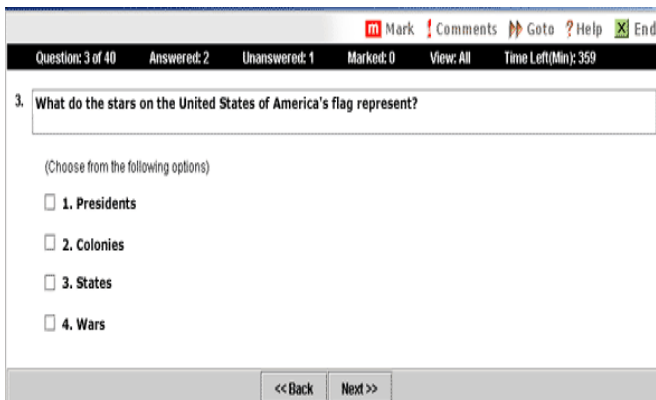 m Mark ! Comments Goto ? Help X End
Question: 3 of 40 Answered: 2 Unanswered: 1 Marked: 0 View: All Time Left(Min): 359
3. What do the stars on the United States of America's flag represent?
(Choose from the following options)
1. Presidents
2. Colonies
3. States
4. Wars
<< Back Next >>